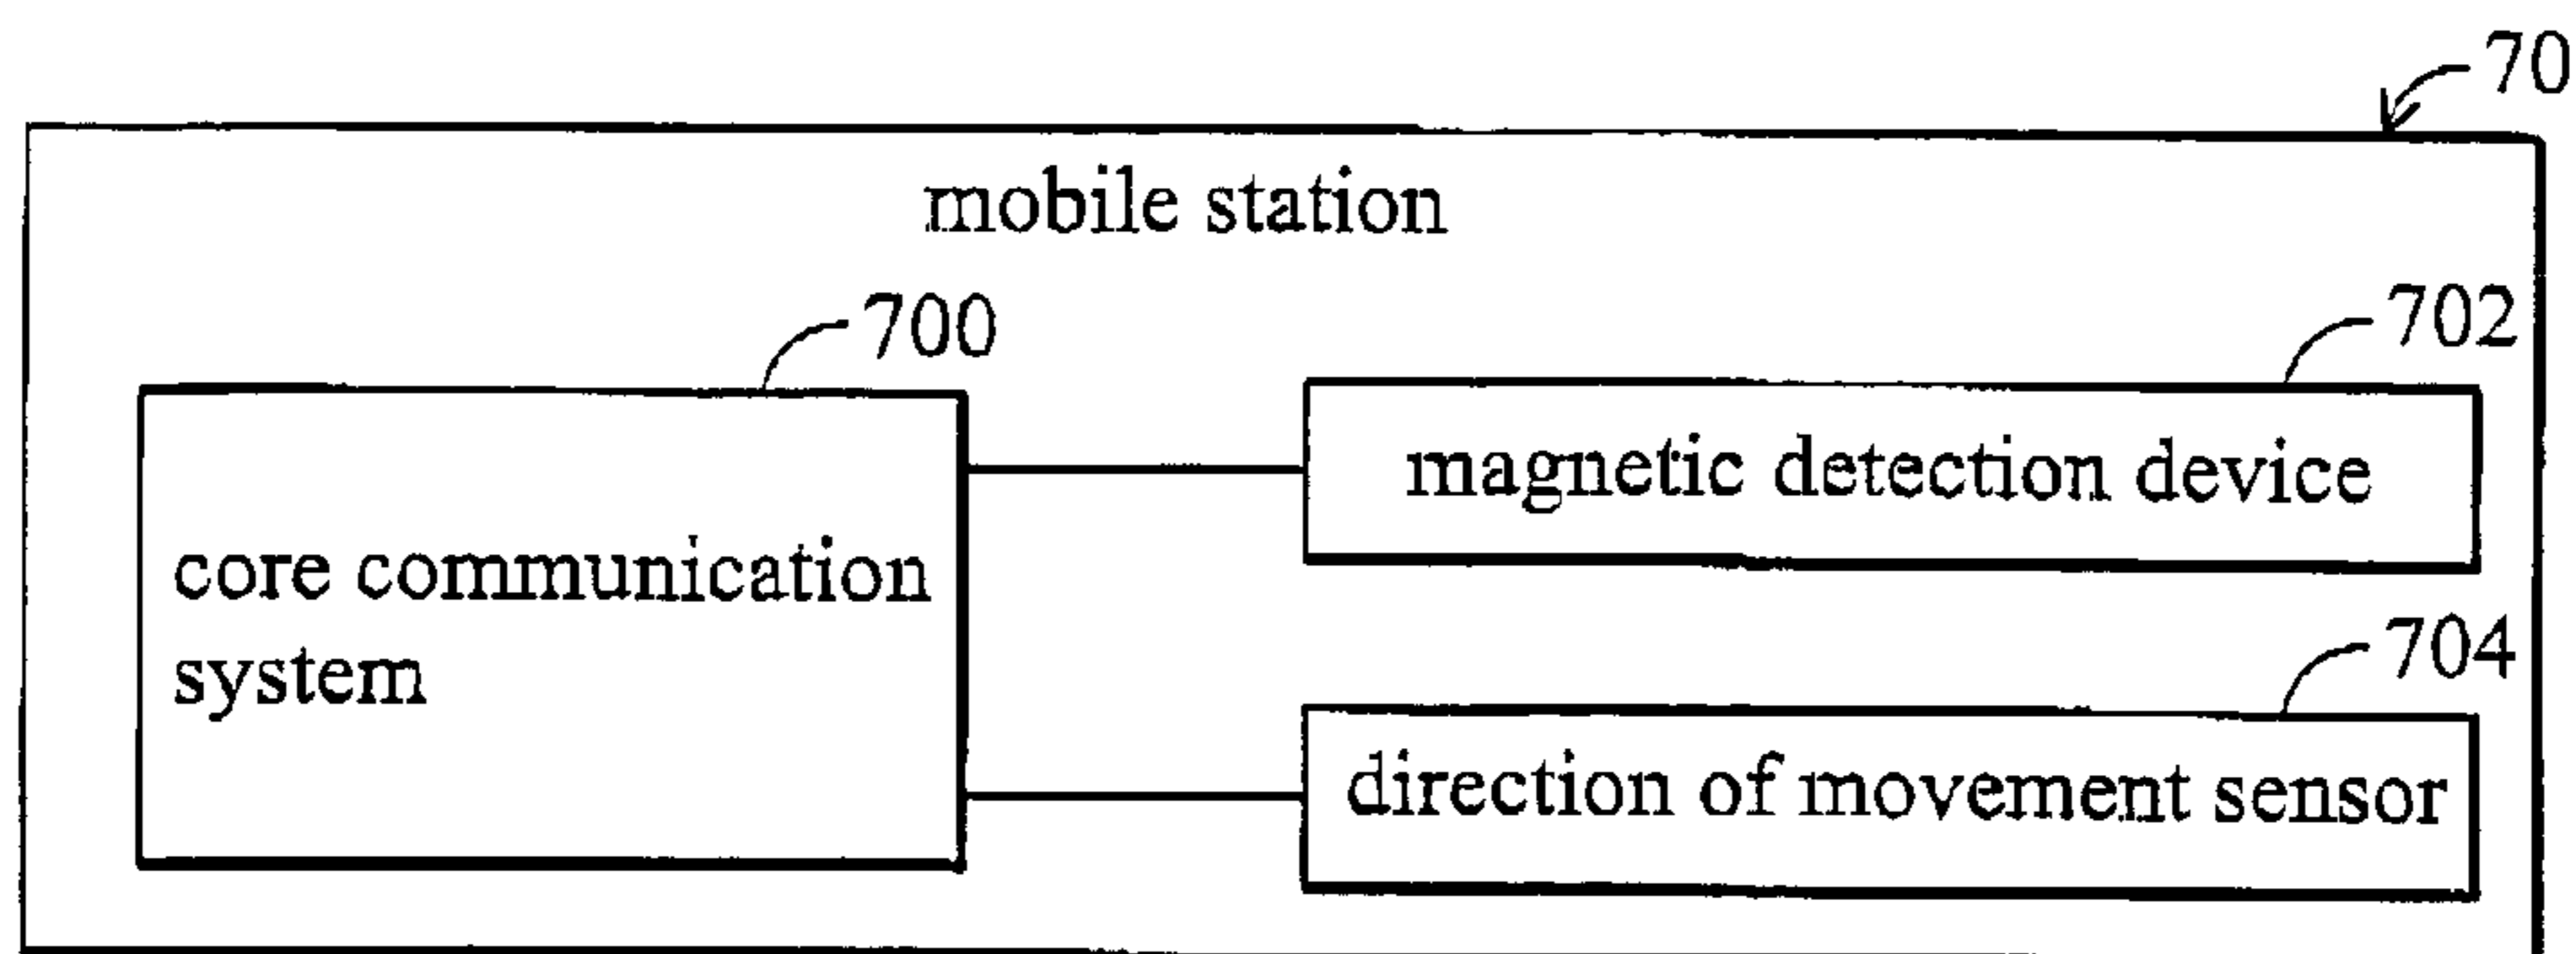 70
mobile station
700
702
magnetic detection device
core communication
system
704
direction of movement sensor